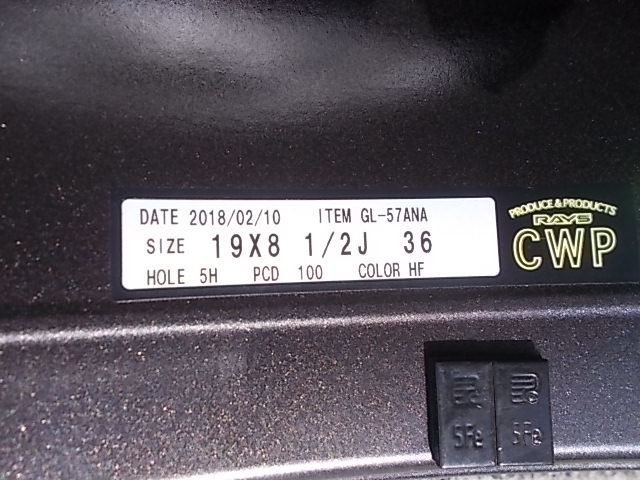 DATE 2018/02/10 ITEM GL-57ANA
SIZE 19X8 1/2J 36
HOLE 5H PCD 100 COLOR HF
PRODUCE & PRODUCTS
RAYS
CWP
5Fe 5Fe